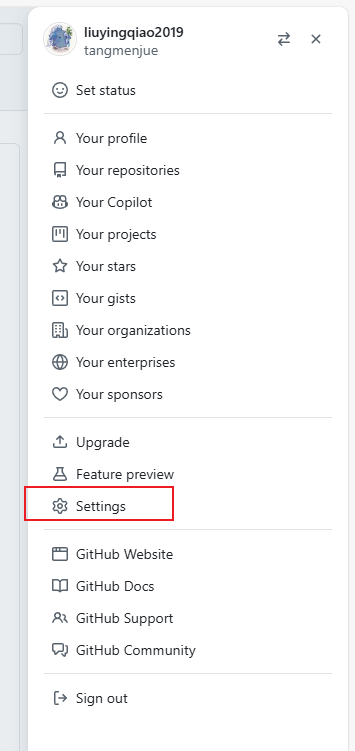 liuyingqiao2019
tangmenjue
Set status
Your profile
Your repositories
Your Copilot
Your projects
Your stars
Your gists
Your organizations
Your enterprises
Your sponsors
Upgrade
Feature preview
Settings
GitHub Website
GitHub Docs
GitHub Support
GitHub Community
Sign out